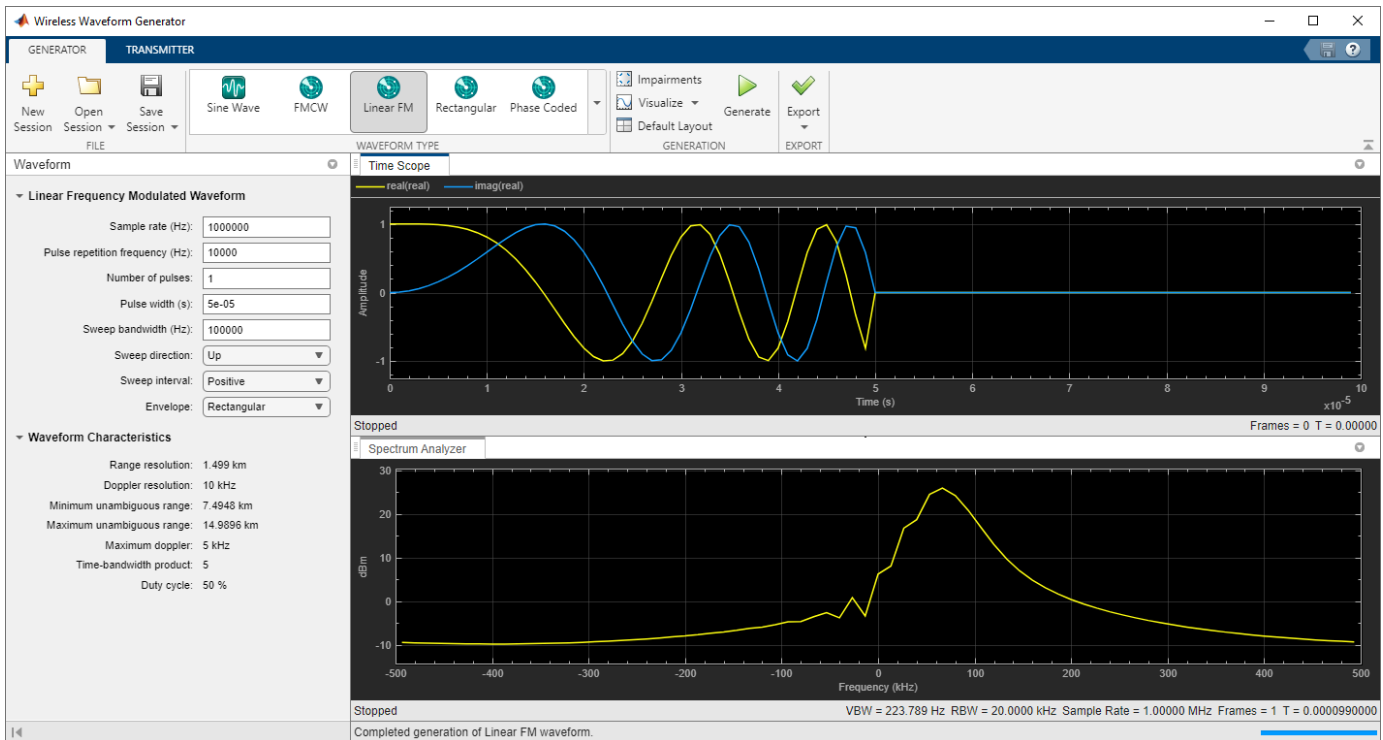 Wireless Waveform Generator
GENERATOR TRANSMITTER
?
New Session
Open Session
Save Session
Sine Wave
FMCW
Linear FM
Rectangular
Phase Coded
Impairments
Visualize
Default Layout
Generate
Export
FILE WAVEFORM TYPE GENERATION EXPORT
Waveform
Linear Frequency Modulated Waveform
Sample rate (Hz): 1000000
Pulse repetition frequency (Hz): 10000
Number of pulses: 1
Pulse width (s): 5e-05
Sweep bandwidth (Hz): 100000
Sweep direction: Up
Sweep interval: Positive
Envelope: Rectangular
Waveform Characteristics
Range resolution: 1.499 km
Doppler resolution: 10 kHz
Minimum unambiguous range: 7.4948 km
Maximum unambiguous range: 14.9896 km
Maximum doppler: 5 kHz
Time-bandwidth product: 5
Duty cycle: 50 %
Time Scope
real(real) imag(real)
1
0
-1
Amplitude
0 1 2 3 4 5 6 7 8 9 10
Time (s)
x10-5
Stopped Frames = 0 T = 0.00000
Spectrum Analyzer
30
20
10
0
-10
dBm
-500 -400 -300 -200 -100 0 100 200 300 400 500
Frequency (kHz)
Stopped VBW = 223.789 Hz RBW = 20.0000 kHz Sample Rate = 1.00000 MHz Frames = 1 T = 0.0000990000
Completed generation of Linear FM waveform.